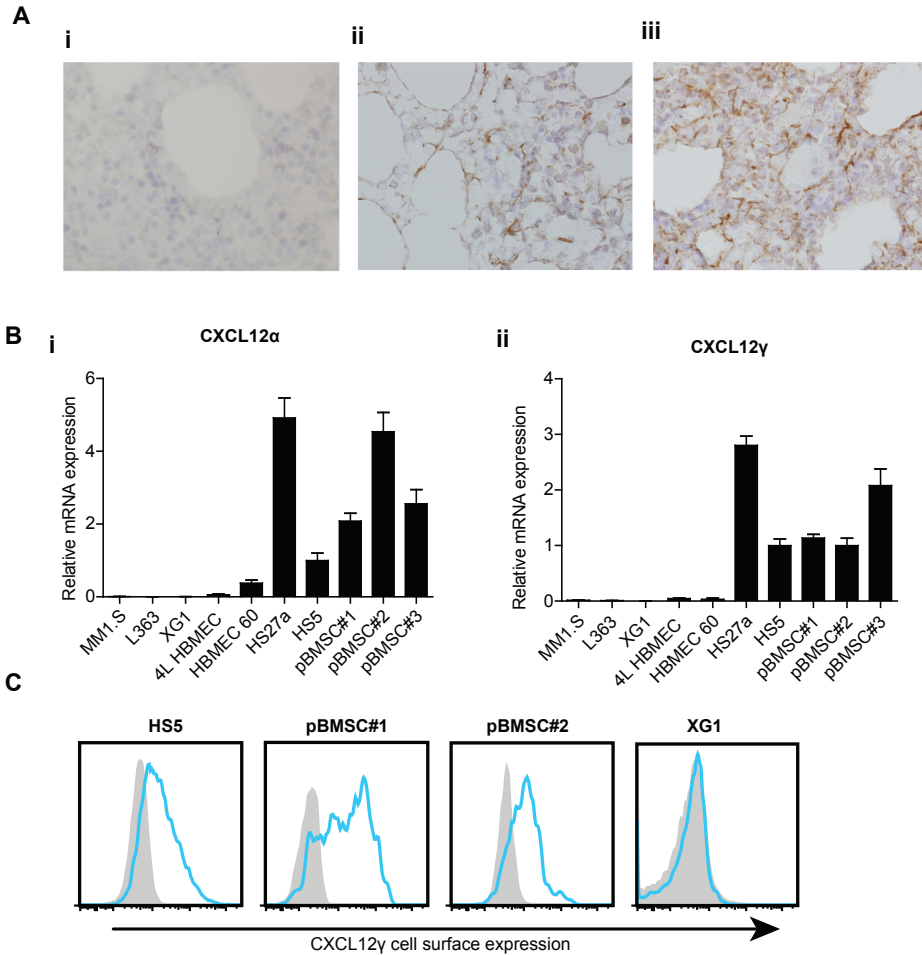 A
i
ii
iii
B
i
CXCL12α
Relative mRNA expression
6
4
2
0
MM1.S
L363
XG1
4L HBMEC
HBMEC 60
HS27a
HS5
pBMSC#1
pBMSC#2
pBMSC#3
ii
CXCL12γ
Relative mRNA expression
4
3
2
1
0
MM1.S
L363
XG1
4L HBMEC
HBMEC 60
HS27a
HS5
pBMSC#1
pBMSC#2
pBMSC#3
C
HS5
pBMSC#1
pBMSC#2
XG1
CXCL12γ cell surface expression